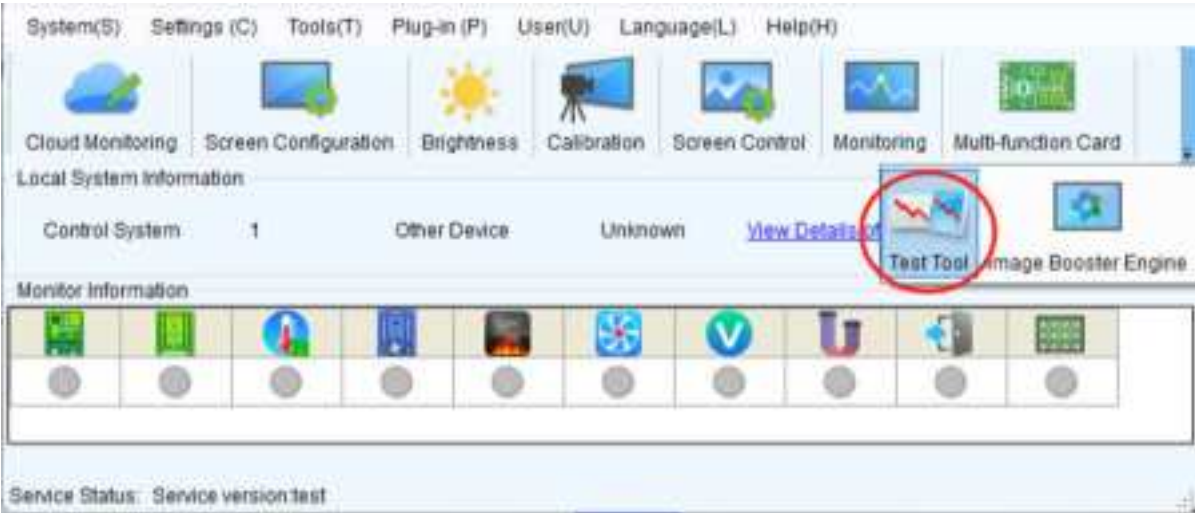 System(S) Settings (C) Tools(T) Plug-in (P) User(U) Language(L) Help(H)
Cloud Monitoring Screen Configuration Brightness Calibration Screen Control Monitoring Multi-function Card
Local System Information
Control System 1 Other Device Unknown View Details of
Test Tool Image Booster Engine
Monitor Information
Service Status: Service version:test